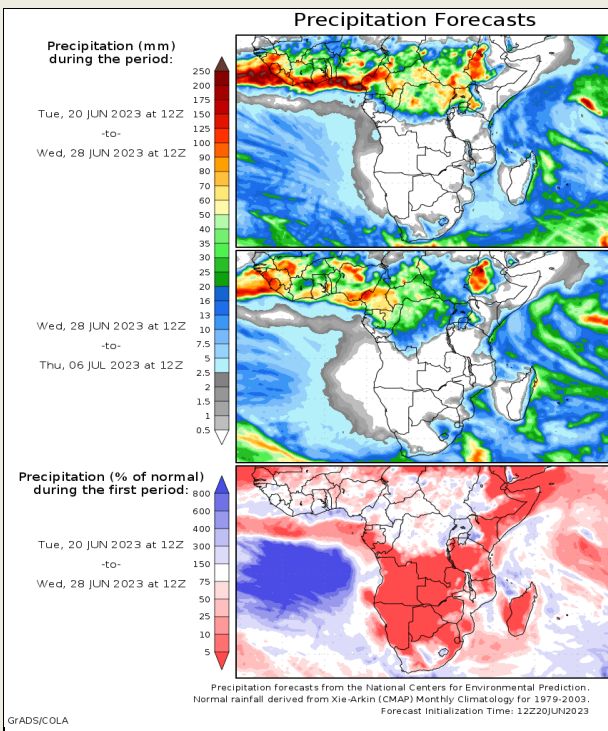 Precipitation Forecasts
Precipitation (mm)
during the period:
Tue, 20 JUN 2023 at 12Z
-to-
Wed, 28 JUN 2023 at 12Z
250
200
175
150
125
100
90
80
70
60
50
40
35
30
25
20
16
13
10
7.5
5
2.5
2
1.5
1
0.5
Wed, 28 JUN 2023 at 12Z
-to-
Thu, 06 JUL 2023 at 12Z
Precipitation (% of normal)
during the first period:
Tue, 20 JUN 2023 at 12Z
-to-
Wed, 28 JUN 2023 at 12Z
800
600
400
300
150
75
50
25
10
5
Precipitation forecasts from the National Centers for Environmental Prediction.
Normal rainfall derived from Xie-Arkin (CMAP) Monthly Climatology for 1979-2003.
Forecast Initialization Time: 12Z20JUN2023
GrADS/COLA